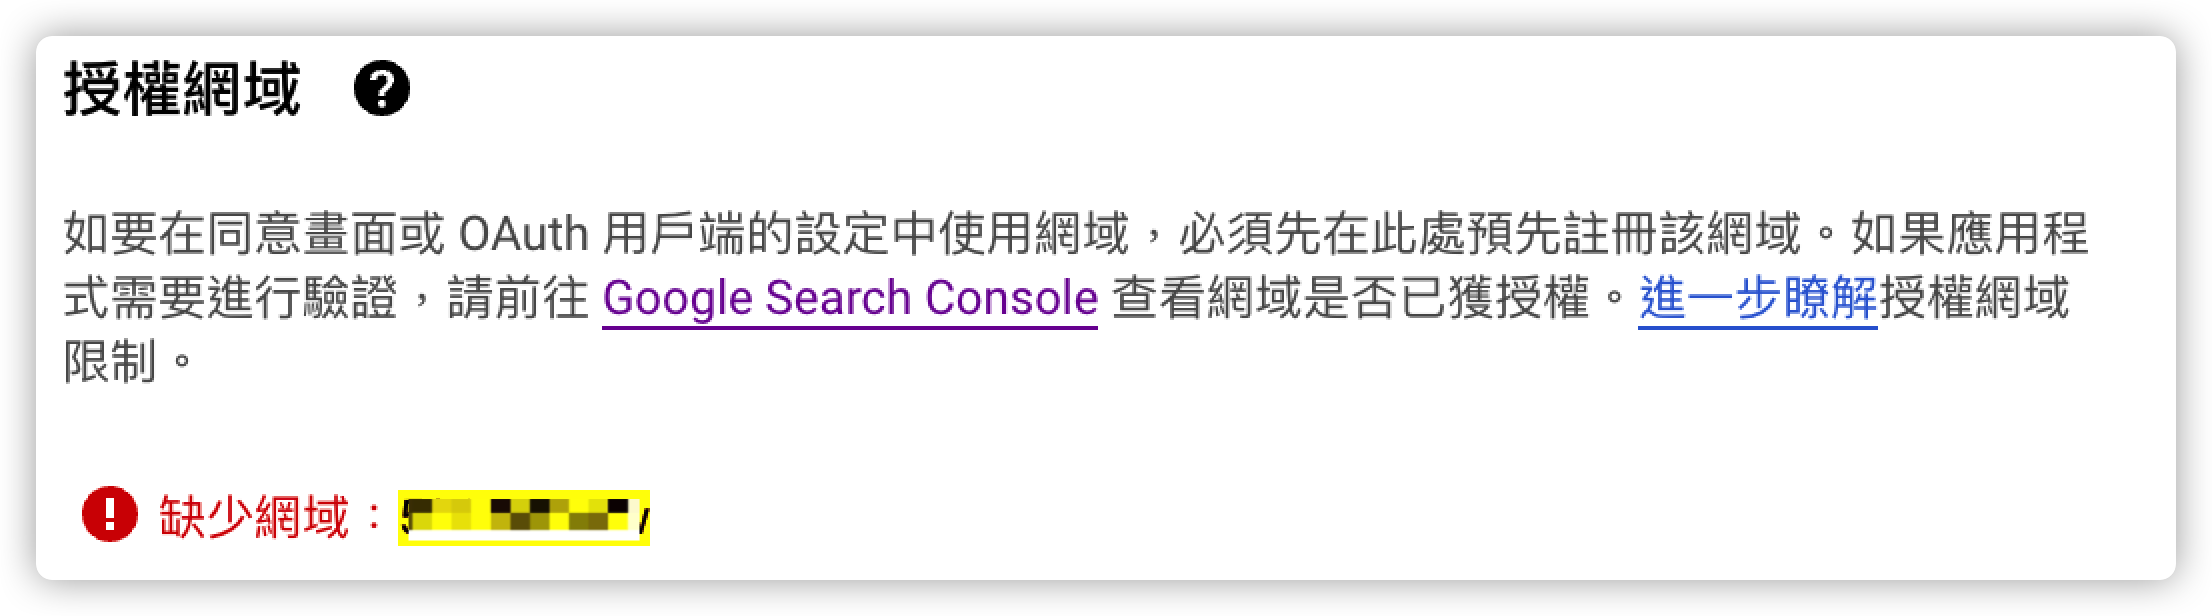 授權網域
如要在同意畫面或 OAuth 用戶端的設定中使用網域，必須先在此處預先註冊該網域。如果應用程
式需要進行驗證，請前往 Google Search Console 查看網域是否已獲授權。進一步瞭解授權網域
限制。
缺少網域：